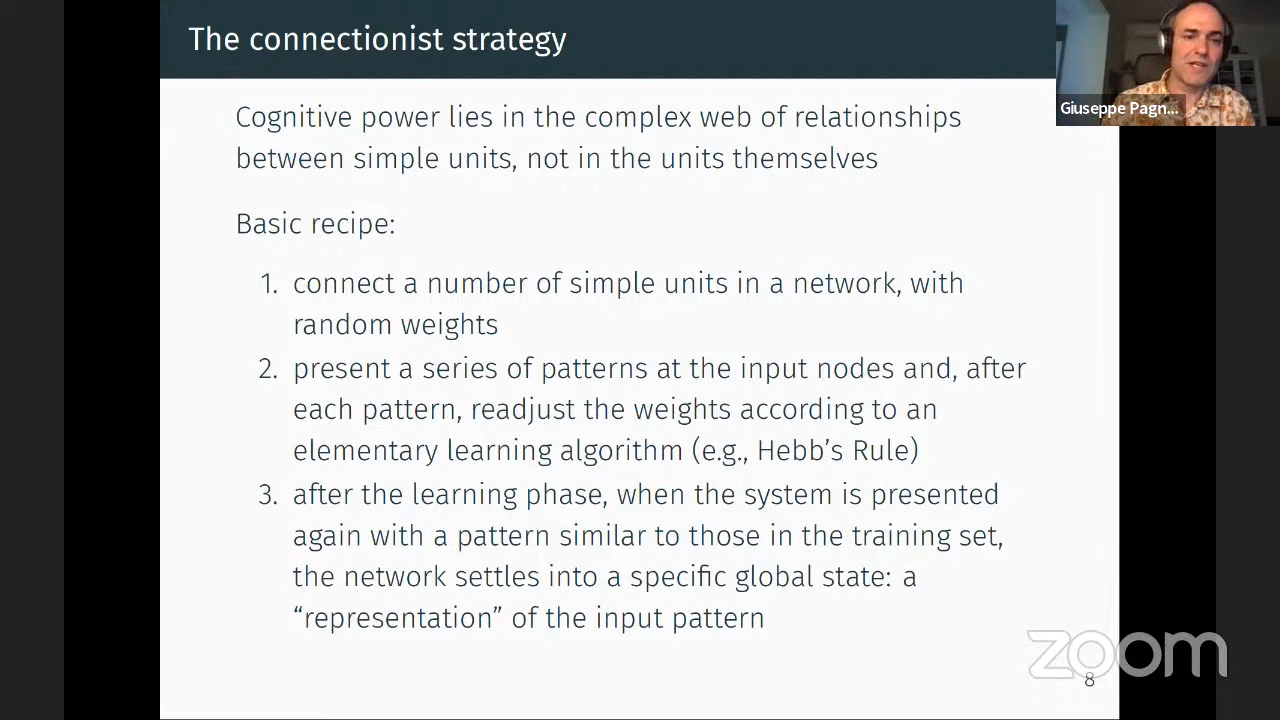 The connectionist strategy
Giuseppe Pagn...
Cognitive power lies in the complex web of relationships
between simple units, not in the units themselves
Basic recipe:
1. connect a number of simple units in a network, with
random weights
2. present a series of patterns at the input nodes and, after
each pattern, readjust the weights according to an
elementary learning algorithm (e.g., Hebb’s Rule)
3. after the learning phase, when the system is presented
again with a pattern similar to those in the training set,
the network settles into a specific global state: a
“representation” of the input pattern
zoom
8